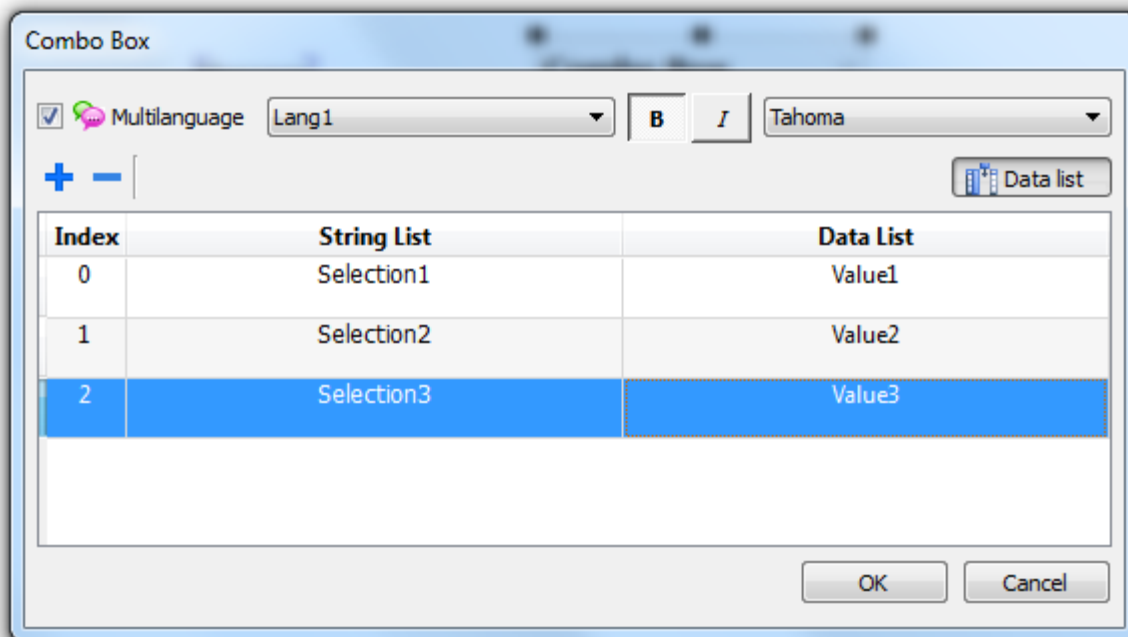 Combo Box
Multilanguage Lang1 B I Tahoma
Data list
Index String List Data List
0 Selection1 Value1
1 Selection2 Value2
2 Selection3 Value3
OK Cancel